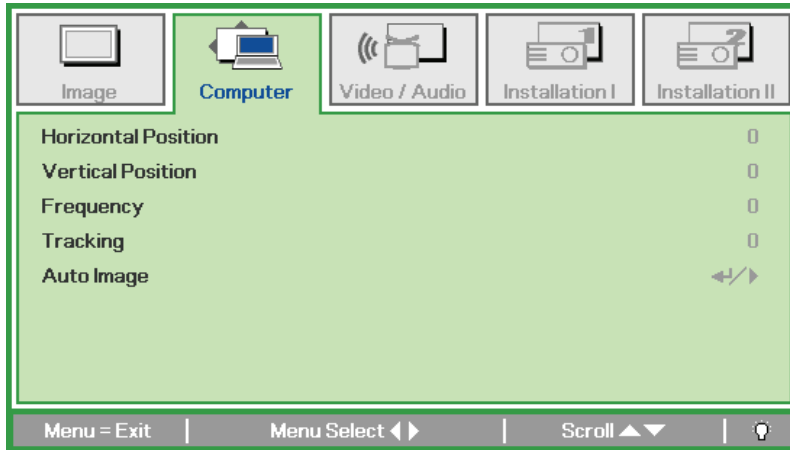 Image Computer Video / Audio Installation I Installation II
Horizontal Position 0
Vertical Position 0
Frequency 0
Tracking 0
Auto Image
Menu = Exit Menu Select Scroll